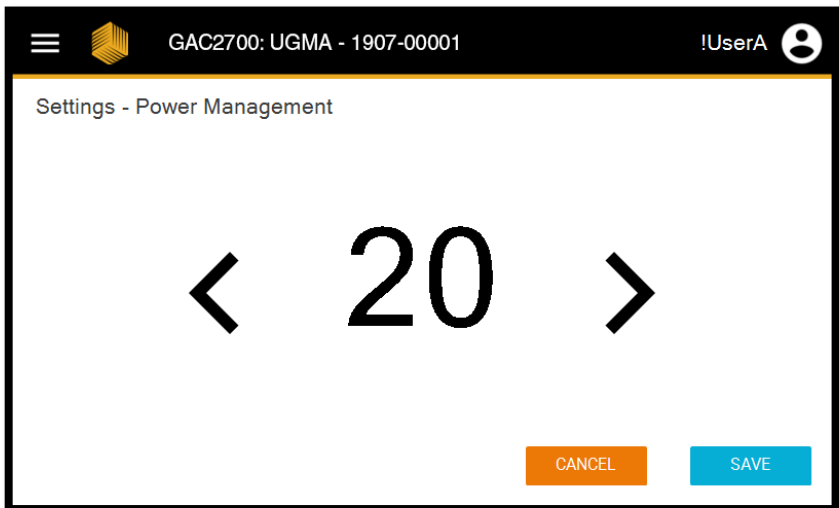 GAC2700: UGMA - 1907-00001 !UserA
Settings - Power Management
20
CANCEL SAVE